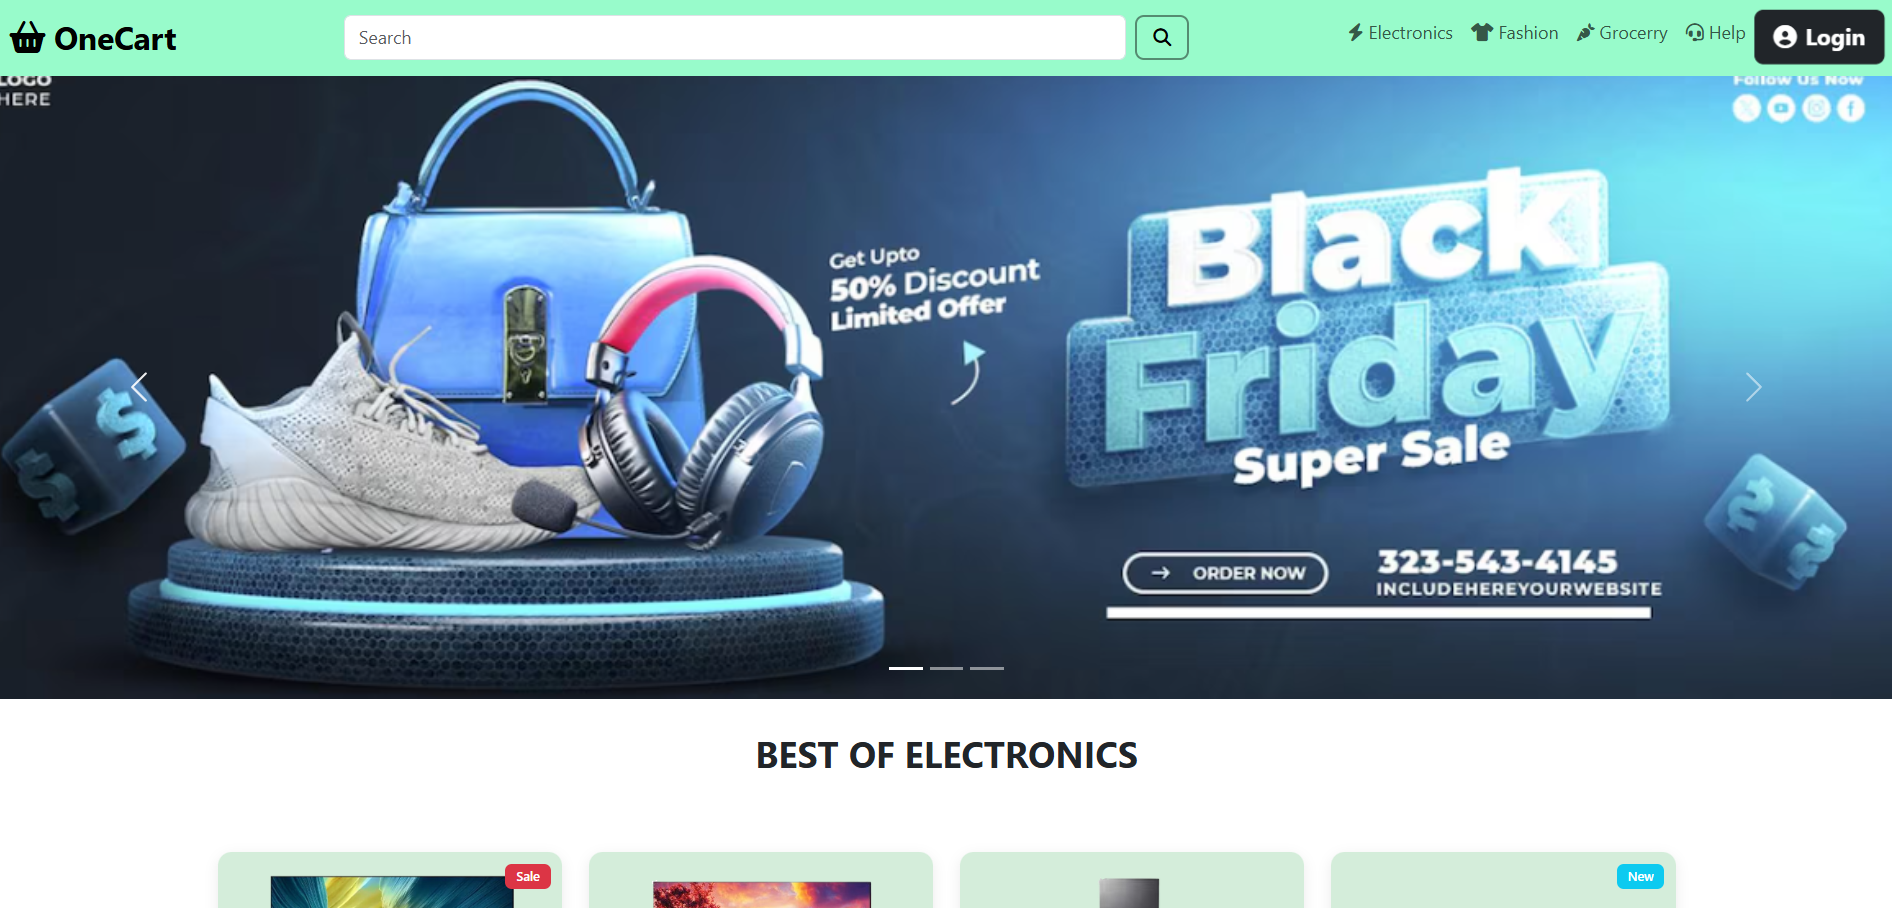 OneCart
Search
Electronics
Fashion
Grocerry
Help
Login
LOGO
HERE
Follow Us Now
Get Upto
50% Discount
Limited Offer
Black
Friday
Super Sale
ORDER NOW
323-543-4145
INCLUDEHEREYOURWEBSITE
BEST OF ELECTRONICS
Sale
New